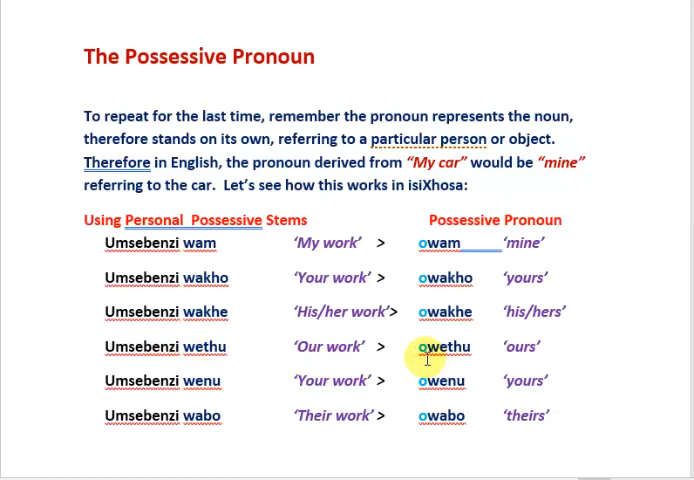 The Possessive Pronoun
To repeat for the last time, remember the pronoun represents the noun,
therefore stands on its own, referring to a particular person or object.
Therefore in English, the pronoun derived from “My car” would be “mine”
referring to the car. Let’s see how this works in isiXhosa:
Using Personal Possessive Stems Possessive Pronoun
Umsebenzi wam ‘My work’ > owam ‘mine’
Umsebenzi wakho ‘Your work’ > owakho ‘yours’
Umsebenzi wakhe ‘His/her work’> owakhe ‘his/hers’
Umsebenzi wethu ‘Our work’ > owethu ‘ours’
Umsebenzi wenu ‘Your work’ > owenu ‘yours’
Umsebenzi wabo ‘Their work’ > owabo ‘theirs’